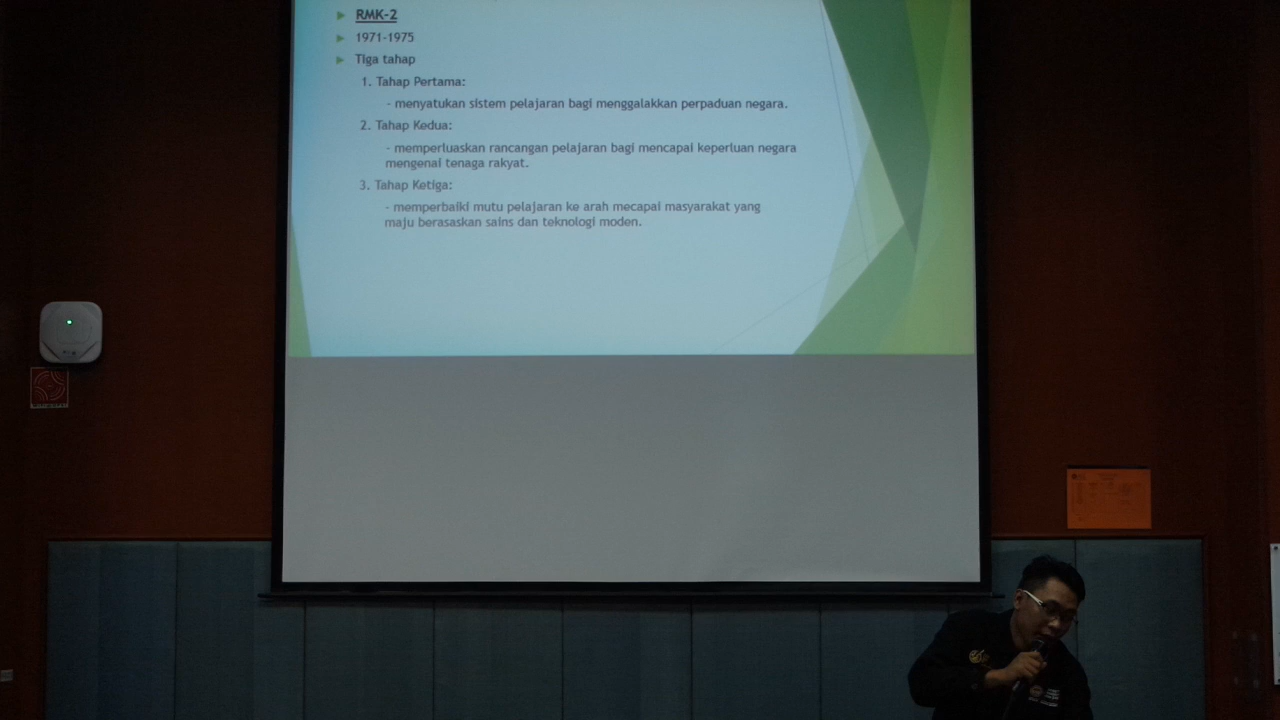 RMK-2
1971-1975
Tiga tahap
1. Tahap Pertama:
- menyatukan sistem pelajaran bagi menggalakkan perpaduan negara.
2. Tahap Kedua:
- memperluaskan rancangan pelajaran bagi mencapai keperluan negara
mengenai tenaga rakyat.
3. Tahap Ketiga:
- memperbaiki mutu pelajaran ke arah mecapai masyarakat yang
maju berasaskan sains dan teknologi moden.